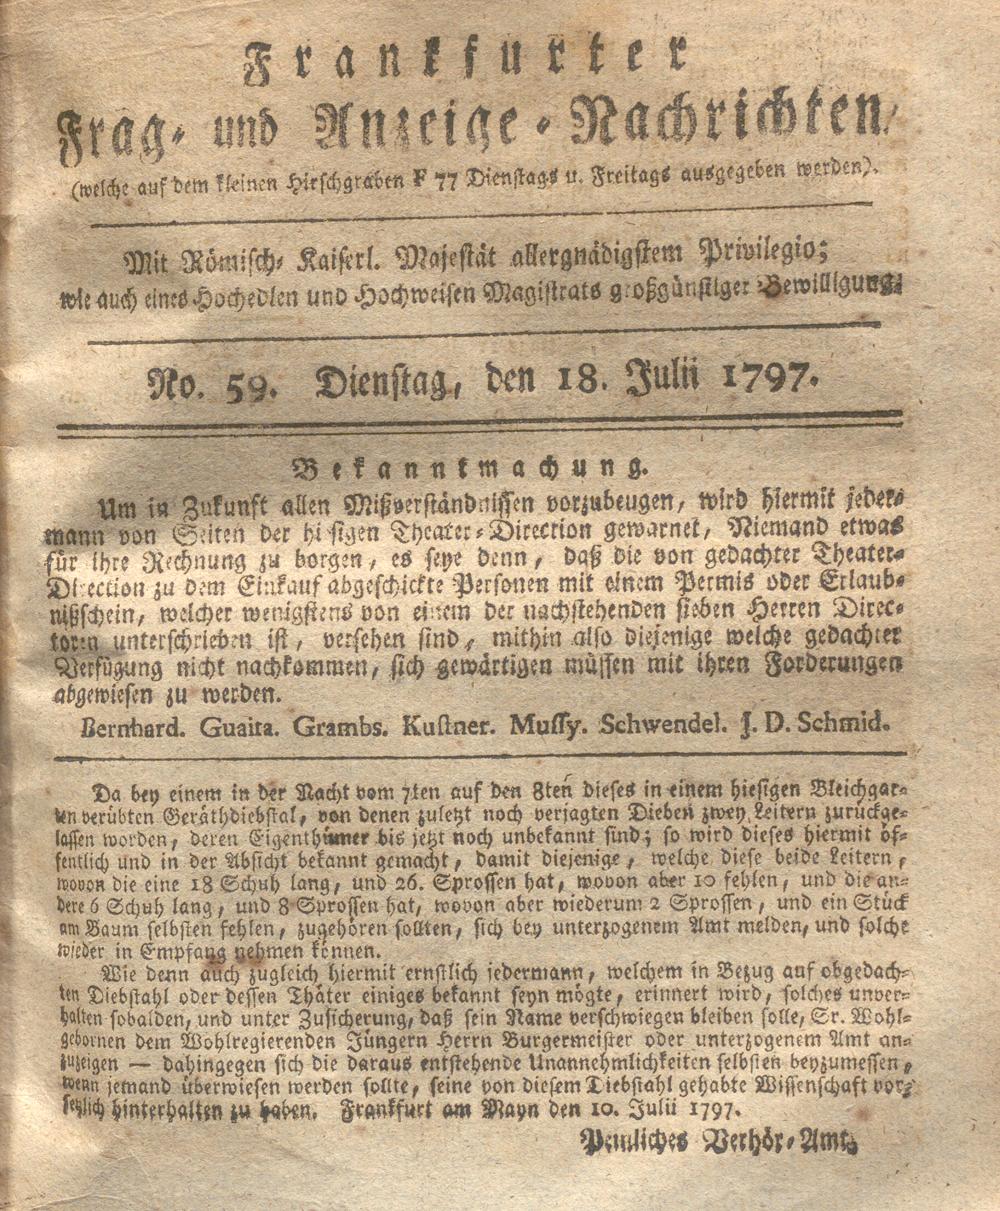 Frankfurter
Frag- und Anzeige-Nachrichten,
(welche auf dem kleinen Hirschgraben F 77 Dienstags u. Freitags ausgegeben werden).
Mit Römisch- Kaiserl. Majestät allergnädigstem Privilegio;
wie auch eines Hochedlen und Hochweisen Magistrats großgünstiger Bewilligung.
No. 59. Dienstag, den 18. Julii 1797.
Bekanntmachung.
Um in Zukunft allen Mißverständnissen vorzubeugen, wird hiermit jeder-
mann von Seiten der hiesigen Theater-Direction gewarnet, Niemand etwas
für ihre Rechnung zu borgen, es seye denn, daß die von gedachter Theater-
Direction zu dem Einkauf abgeschickte Personen mit einem Permis oder Erlaub-
nißschein, welcher wenigstens von einem der nachstehenden sieben Herren Direc-
toren unterschrieben ist, versehen sind, mithin also diejenige welche gedachter
Verfügung nicht nachkommen, sich gewärtigen müssen mit ihren Forderungen
abgewiesen zu werden.
Bernhard. Guaita. Grambs. Kustner. Mussy. Schwendel. J. D. Schmid.
Da bey einem in der Nacht vom 7ten auf den 8ten dieses in einem hiesigen Bleichgar-
ten verübten Geräthdiebstal, von denen zuletzt noch verjagten Dieben zwey Leitern zurückge-
lassen worden, deren Eigenthümer bis jetzt noch unbekannt sind; so wird dieses hiermit öf-
fentlich und in der Absicht bekannt gemacht, damit diejenige, welche diese beide Leitern,
wovon die eine 18 Schuh lang, und 26. Sprossen hat, wovon aber 10 fehlen, und die an-
dere 6 Schuh lang, und 8 Sprossen hat, wovon aber wiederum 2 Sprossen, und ein Stück
am Baum selbsten fehlen, zugehören sollten, sich bey unterzogenem Amt melden, und solche
wieder in Empfang nehmen können.
Wie denn auch zugleich hiermit ernstlich jedermann, welchem in Bezug auf obgedach-
ten Diebstahl oder dessen Thäter einiges bekannt seyn mögte, erinnert wird, solches unver-
halten sobalden, und unter Zusicherung, daß sein Name verschwiegen bleiben solle, Sr. Wohl-
gebornen dem Wohlregierenden Jüngern Herrn Burgermeister oder unterzogenem Amt an-
zuzeigen — dahingegen sich die daraus entstehende Unannehmlichkeiten selbsten beyzumessen,
wenn jemand überwiesen werden sollte, seine von diesem Diebstahl gehabte Wissenschaft vor-
setzlich hinterhalten zu haben. Frankfurt am Mayn den 10. Julii 1797.
Peinliches Verhör-Amt.